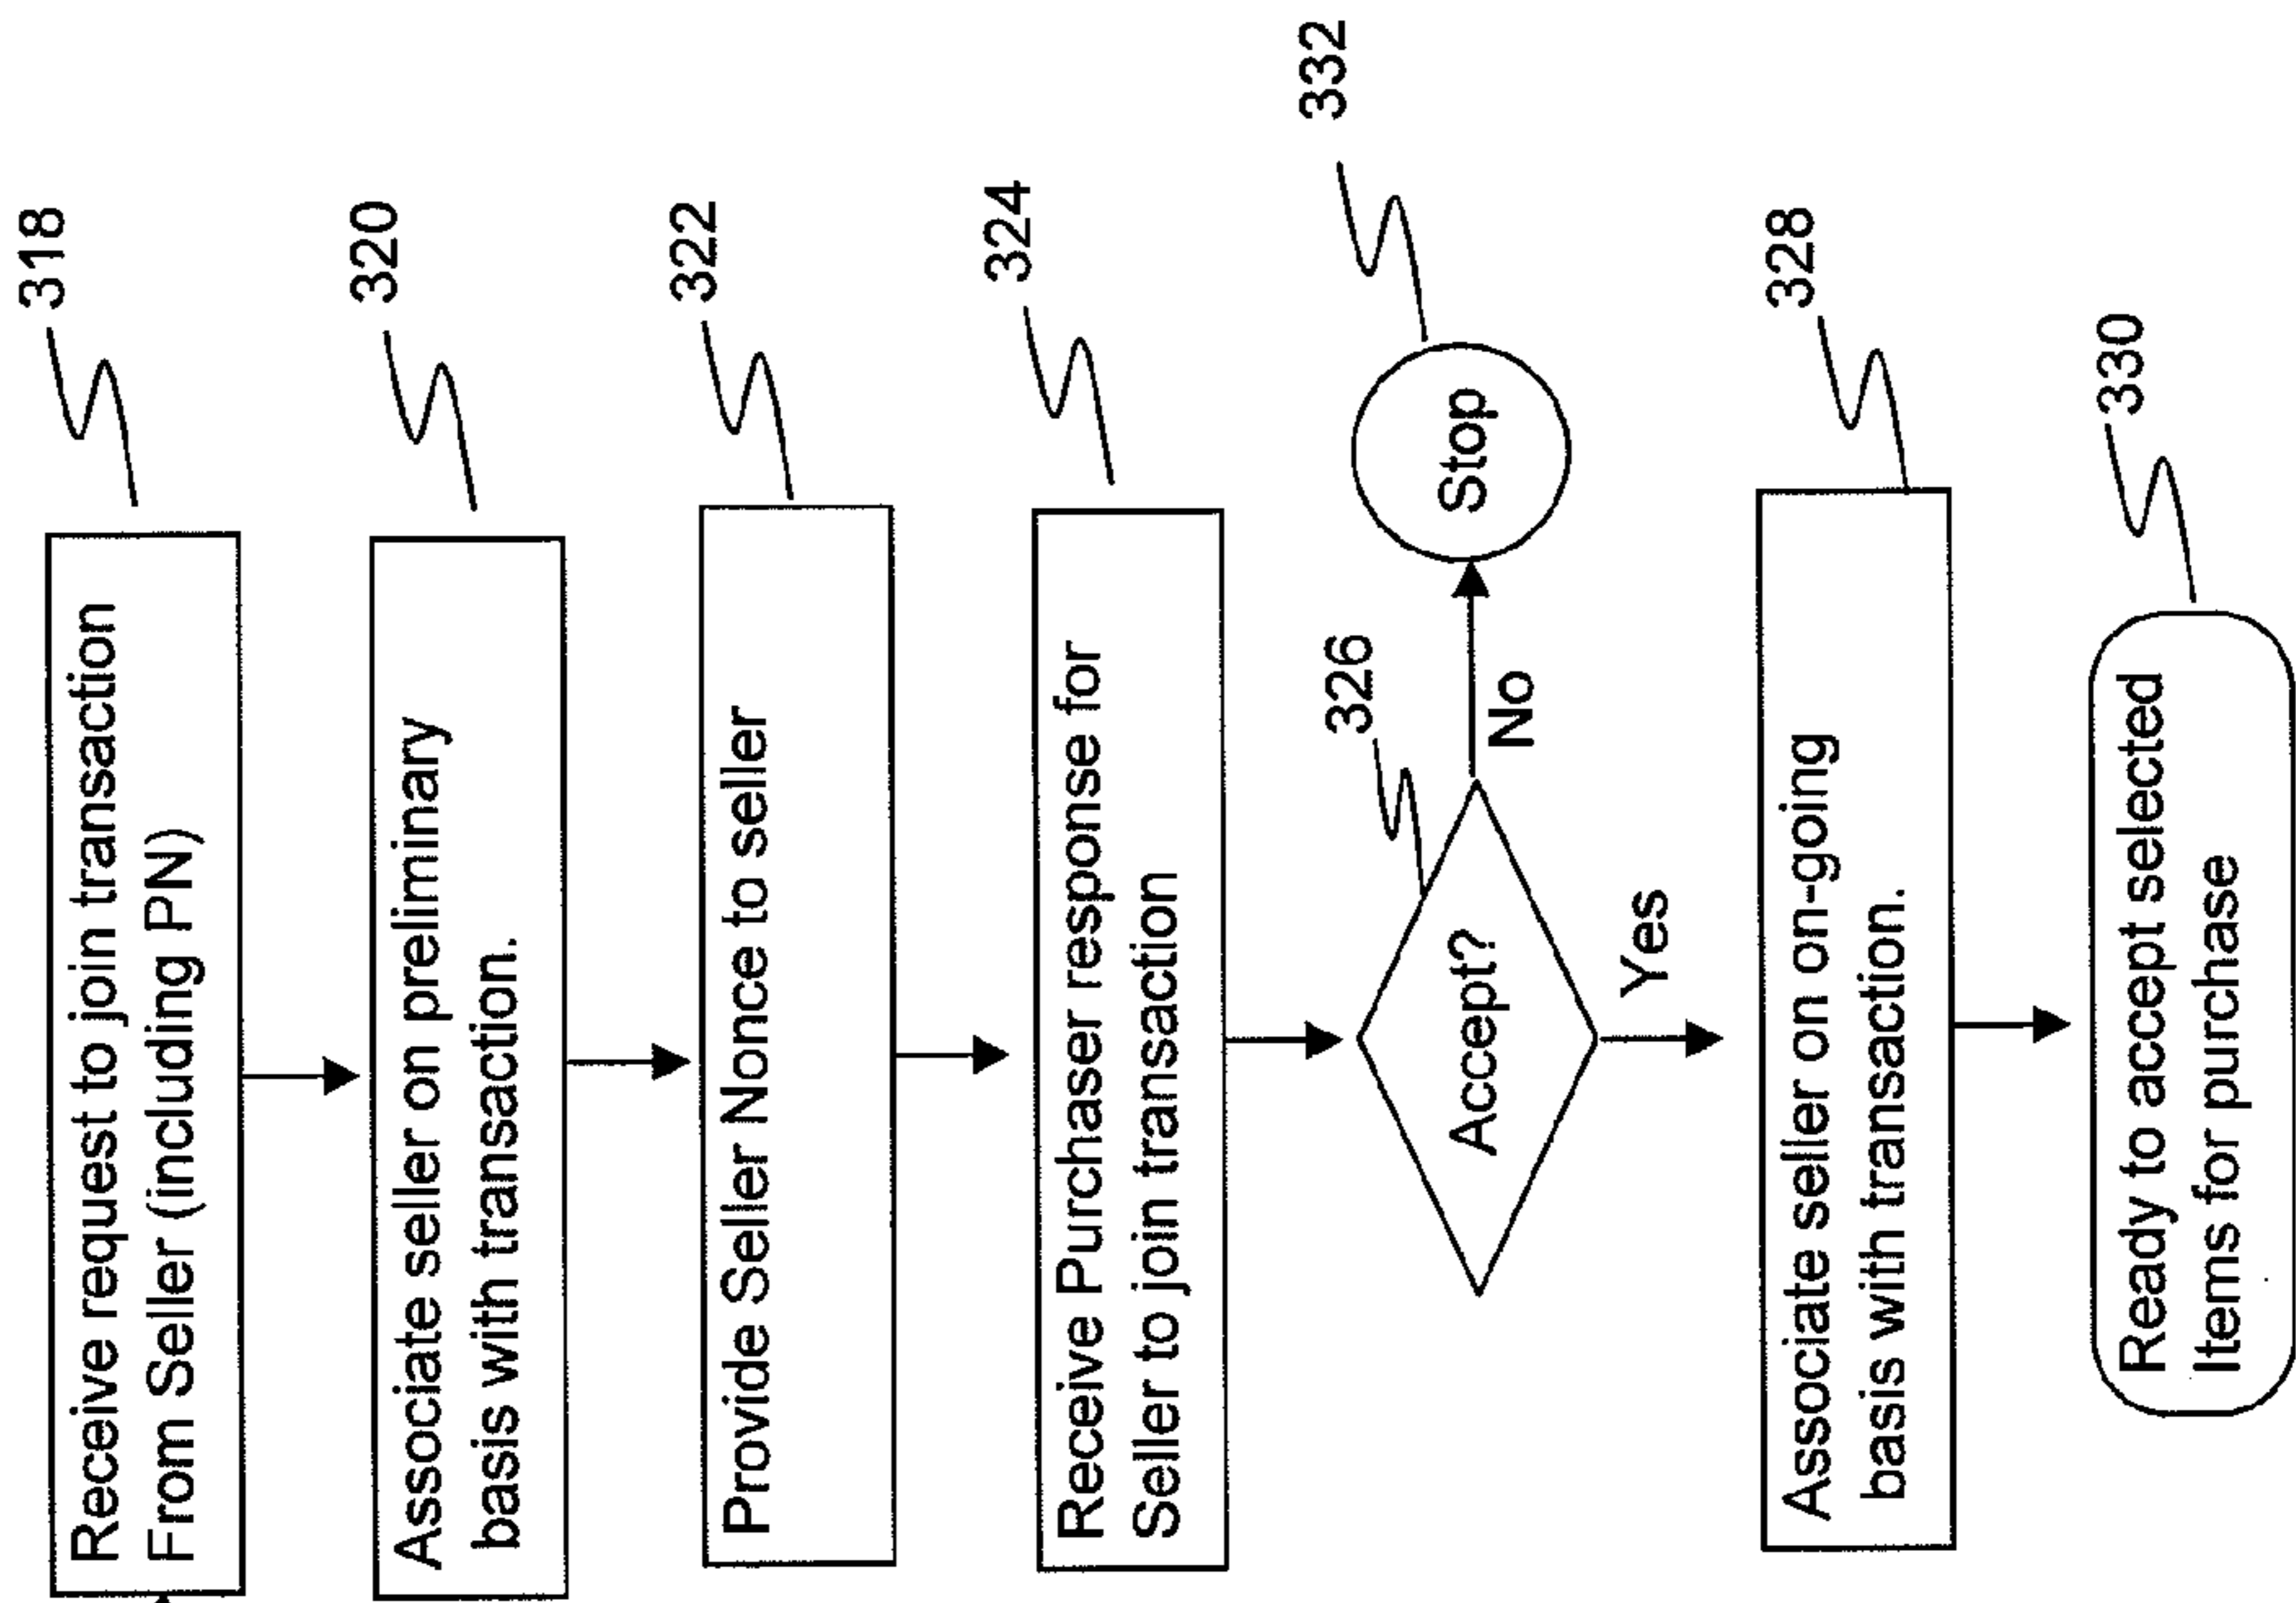 318
Receive request to join transaction
From Seller (including PN)
320
Associate seller on preliminary
basis with transaction.
322
Provide Seller Nonce to seller
324
Receive Purchaser response for
Seller to join transaction
326
Accept?
No
332
Stop
Yes
328
Associate seller on on-going
basis with transaction.
330
Ready to accept selected
Items for purchase